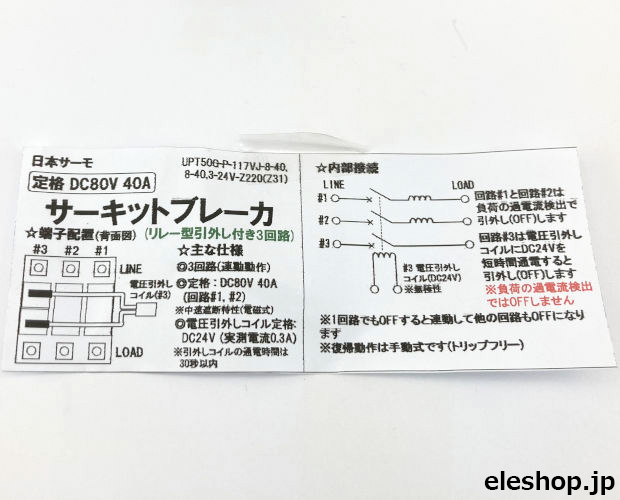 日本サーモ
UPT50G-P-117VJ-8-40,
8-40,3-24V-Z220(Z31)
定格 DC80V 40A
サーキットブレーカ
☆端子配置(背面図)
(リレー型引外し付き3回路)
#3 #2 #1
LINE
電圧引外し
コイル(#3)
LOAD
☆主な仕様
◎3回路(連動動作)
◎定格:DC80V 40A
(回路#1, #2)
※中速遮断特性(電磁式)
◎電圧引外しコイル定格:
DC24V (実測電流0.3A)
※引外しコイルの通電時間は
30秒以内
☆内部接続
LINE
LOAD
#1
#2
#3
#3 電圧引外し
コイル(DC24V)
※無極性
回路#1と回路#2は
負荷の過電流検出で
引外し(OFF)します
回路#3は電圧引外し
コイルにDC24Vを
短時間通電すると
引外し(OFF)します
※負荷の過電流検出
ではOFFしません
※1回路でもOFFすると連動して他の回路もOFFになり
ます
※復帰動作は手動式です(トリップフリー)
eleshop.jp